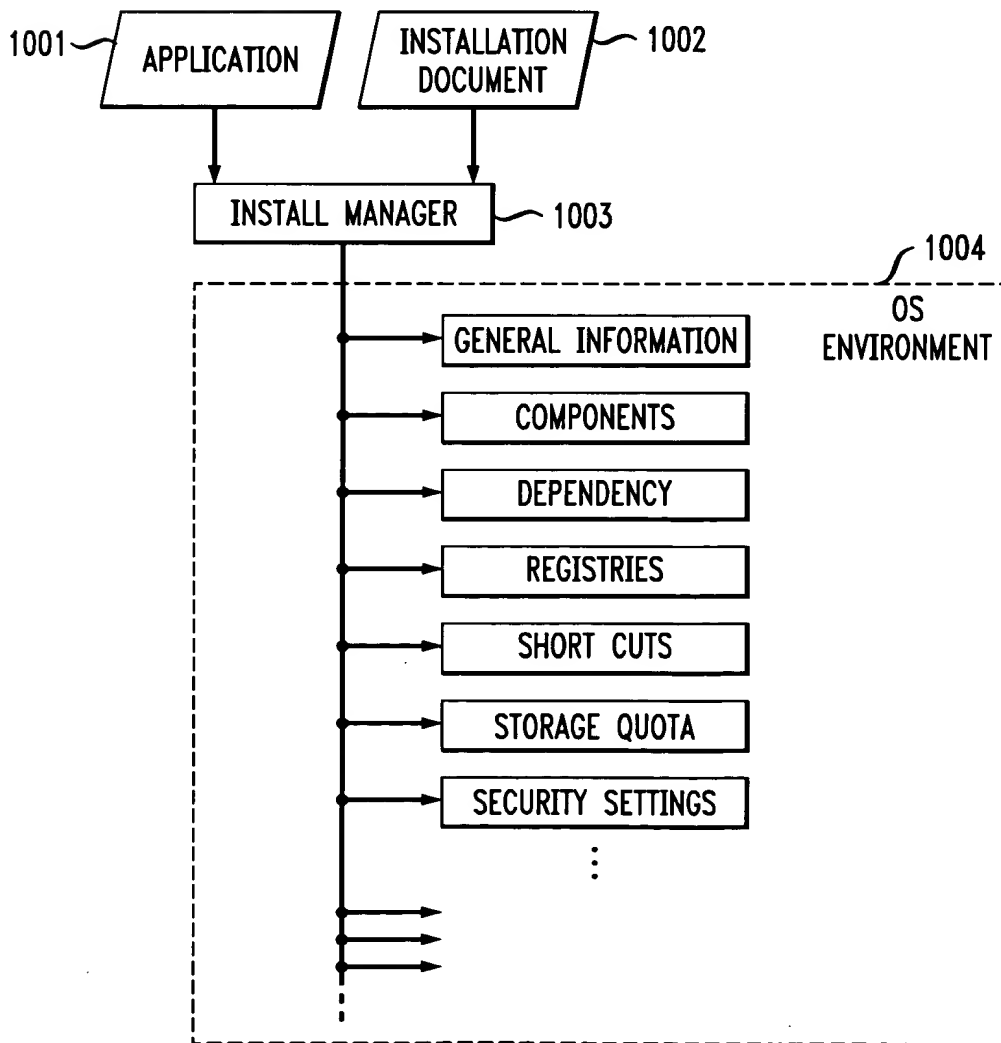 1001
APPLICATION
INSTALLATION
DOCUMENT
1002
INSTALL MANAGER
1003
1004
OS
ENVIRONMENT
GENERAL INFORMATION
COMPONENTS
DEPENDENCY
REGISTRIES
SHORT CUTS
STORAGE QUOTA
SECURITY SETTINGS